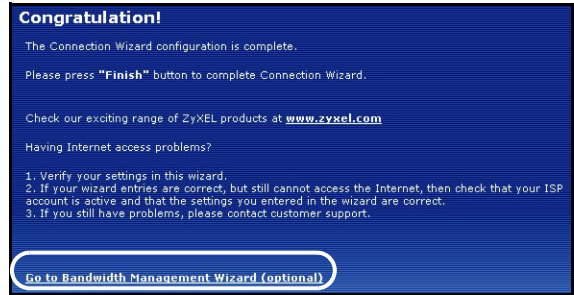 Congratulation!
The Connection Wizard configuration is complete.
Please press "Finish" button to complete Connection Wizard.
Check our exciting range of ZyXEL products at www.zyxel.com
Having Internet access problems?
1. Verify your settings in this wizard.
2. If your wizard entries are correct, but still cannot access the Internet, then check that your ISP
account is active and that the settings you entered in the wizard are correct.
3. If you still have problems, please contact customer support.
Go to Bandwidth Management Wizard (optional)